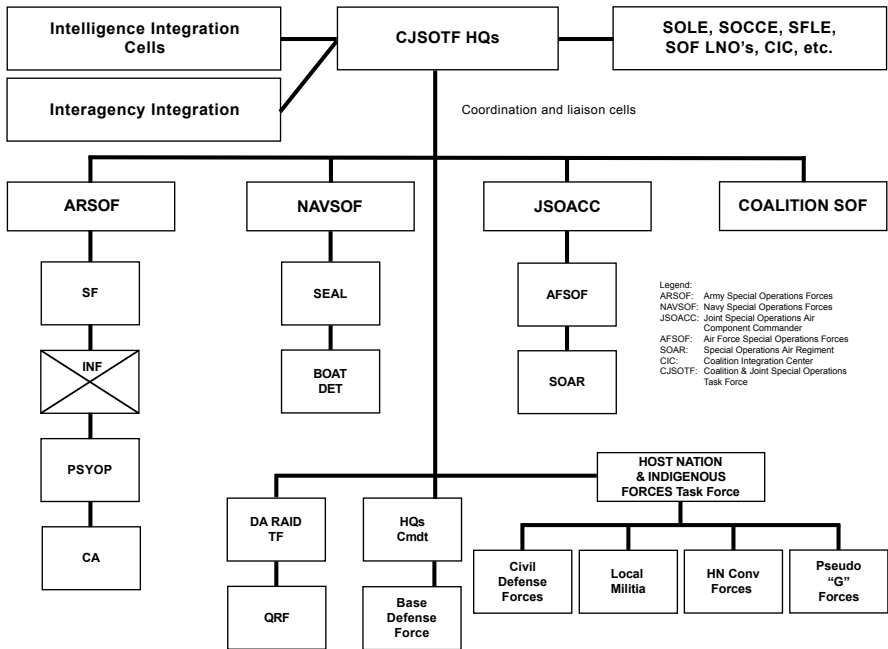 Intelligence Integration
Cells
CJSOTF HQs
SOLE, SOCCE, SFLE,
SOF LNO's, CIC, etc.
Interagency Integration
Coordination and liaison cells
ARSOF
NAVSOF
JSOACC
COALITION SOF
SF
SEAL
AFSOF
INF
BOAT
DET
SOAR
PSYOP
CA
Legend:
ARSOF: Army Special Operations Forces
NAVSOF: Navy Special Operations Forces
JSOACC: Joint Special Operations Air
Component Commander
AFSOF: Air Force Special Operations Forces
SOAR: Special Operations Air Regiment
CIC: Coalition Integration Center
CJSOTF: Coalition & Joint Special Operations
Task Force
HOST NATION
& INDIGENOUS
FORCES Task Force
DA RAID
TF
HQs
Cmdt
QRF
Base
Defense
Force
Civil
Defense
Forces
Local
Militia
HN Conv
Forces
Pseudo
“G”
Forces